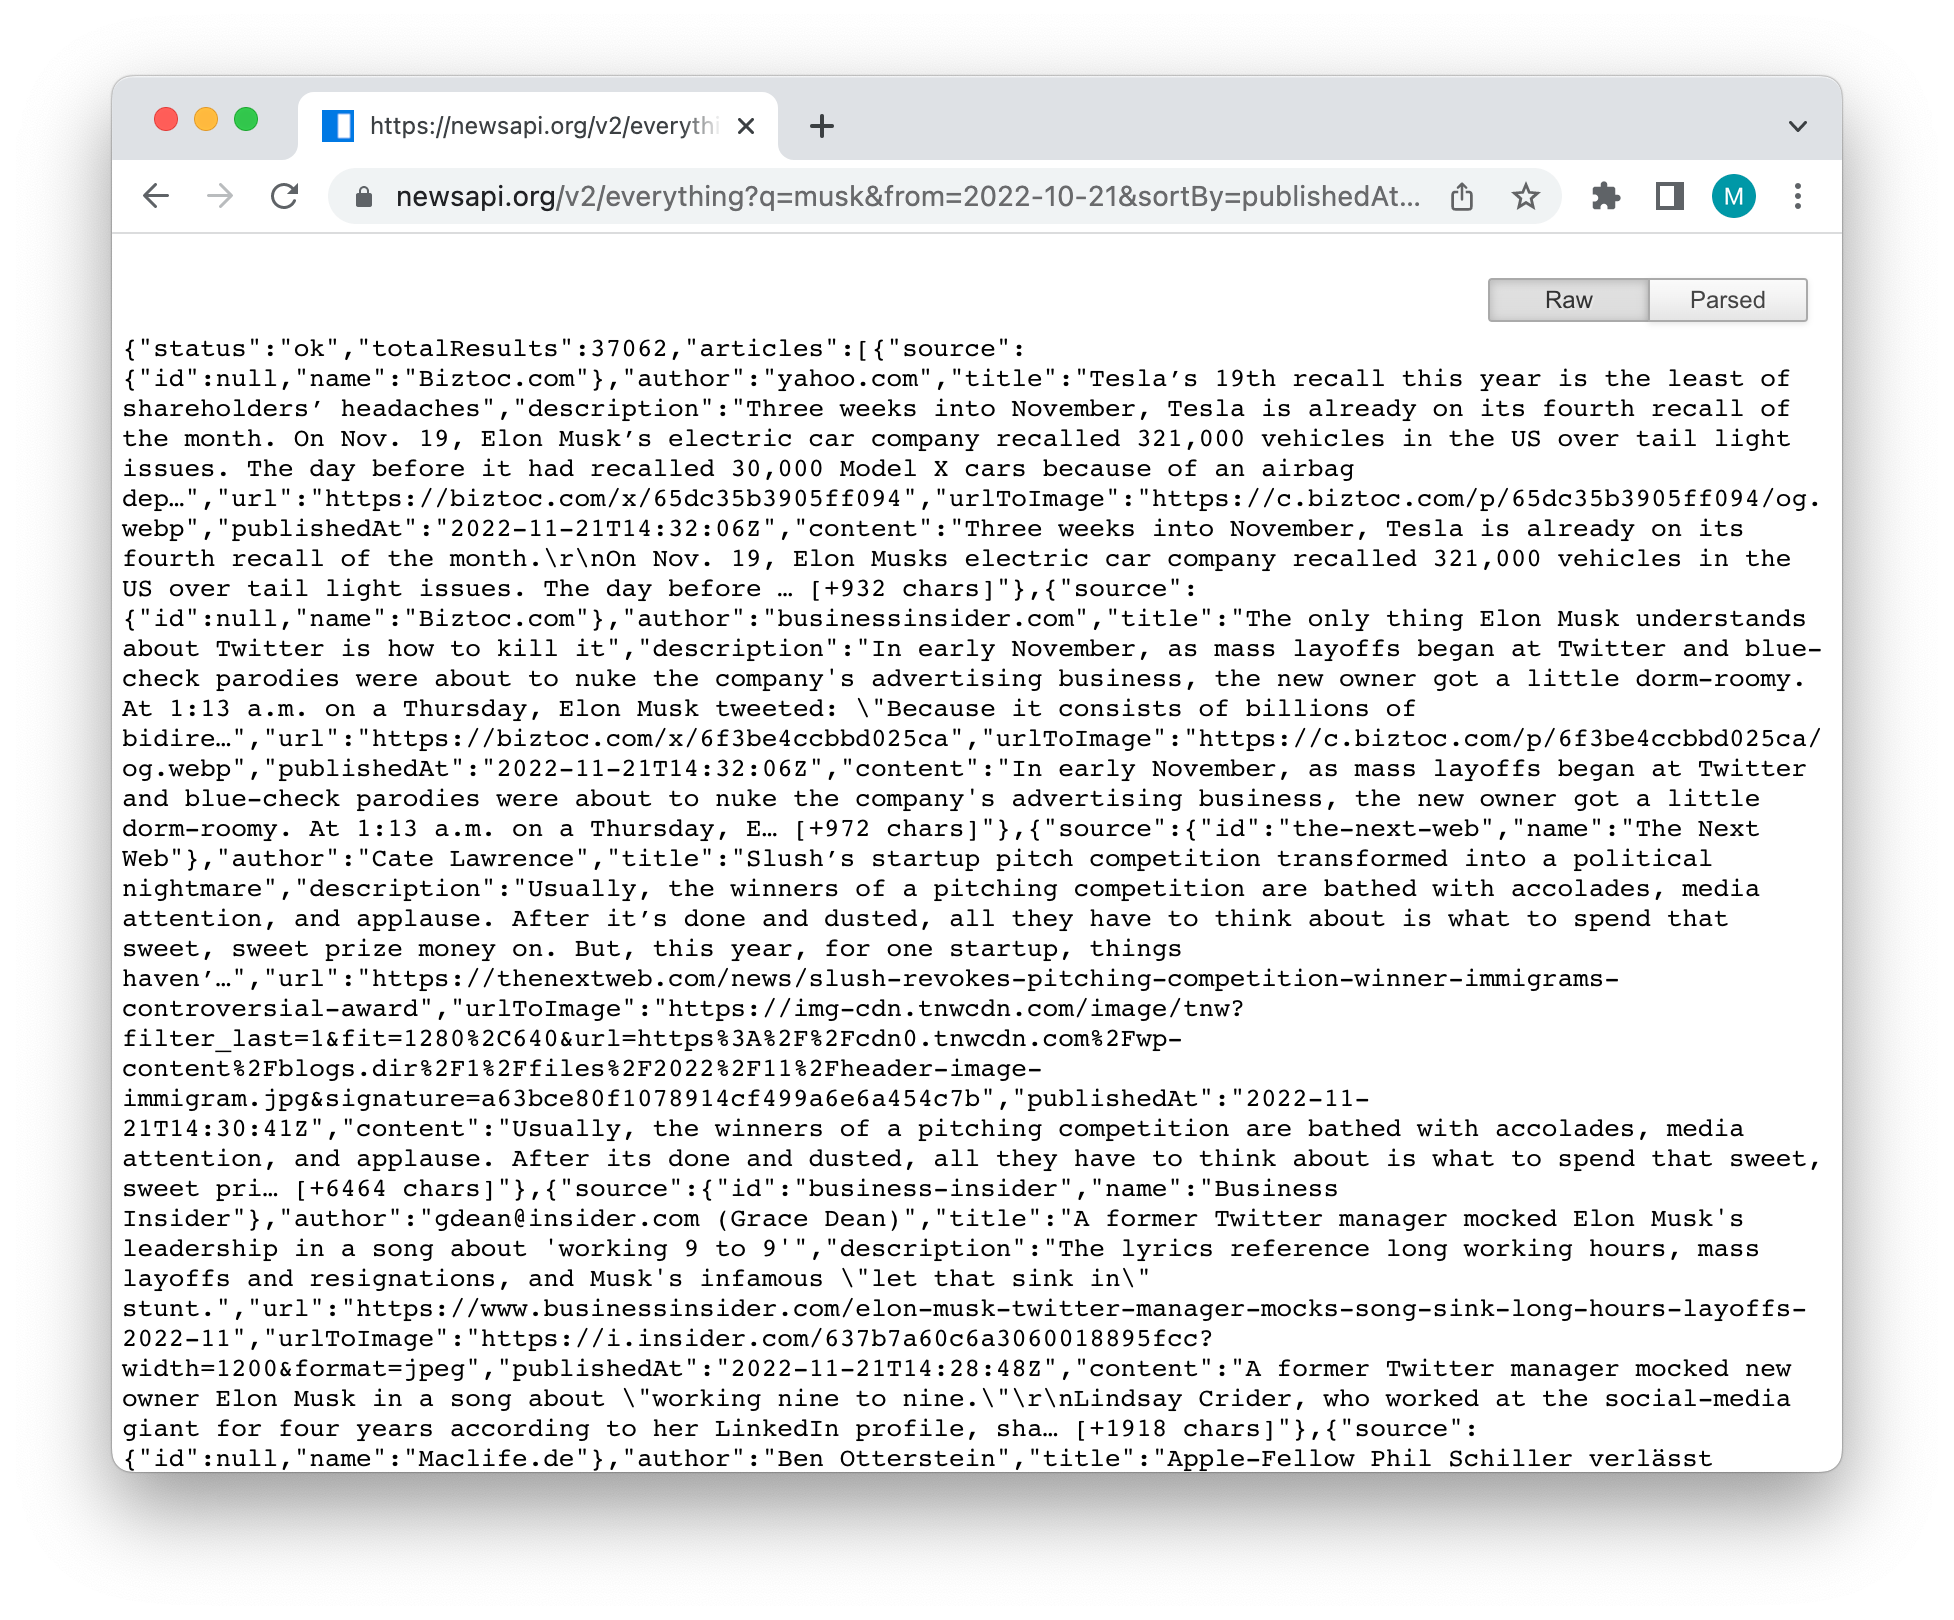 https://newsapi.org/v2/everythi
newsapi.org/v2/everything?q=musk&from=2022-10-21&sortBy=publishedAt...
M
Raw
Parsed
{"status":"ok","totalResults":37062,"articles":[{"source":
{"id":null,"name":"Biztoc.com"},"author":"yahoo.com","title":"Tesla’s 19th recall this year is the least of
shareholders’ headaches","description":"Three weeks into November, Tesla is already on its fourth recall of
the month. On Nov. 19, Elon Musk’s electric car company recalled 321,000 vehicles in the US over tail light
issues. The day before it had recalled 30,000 Model X cars because of an airbag
dep…","url":"https://biztoc.com/x/65dc35b3905ff094","urlToImage":"https://c.biztoc.com/p/65dc35b3905ff094/og.
webp","publishedAt":"2022-11-21T14:32:06Z","content":"Three weeks into November, Tesla is already on its
fourth recall of the month.\r\nOn Nov. 19, Elon Musks electric car company recalled 321,000 vehicles in the
US over tail light issues. The day before … [+932 chars]"},{"source":
{"id":null,"name":"Biztoc.com"},"author":"businessinsider.com","title":"The only thing Elon Musk understands
about Twitter is how to kill it","description":"In early November, as mass layoffs began at Twitter and blue-
check parodies were about to nuke the company's advertising business, the new owner got a little dorm-roomy.
At 1:13 a.m. on a Thursday, Elon Musk tweeted: \"Because it consists of billions of
bidire…","url":"https://biztoc.com/x/6f3be4ccbbd025ca","urlToImage":"https://c.biztoc.com/p/6f3be4ccbbd025ca/
og.webp","publishedAt":"2022-11-21T14:32:06Z","content":"In early November, as mass layoffs began at Twitter
and blue-check parodies were about to nuke the company's advertising business, the new owner got a little
dorm-roomy. At 1:13 a.m. on a Thursday, E… [+972 chars]"},{"source":{"id":"the-next-web","name":"The Next
Web"},"author":"Cate Lawrence","title":"Slush’s startup pitch competition transformed into a political
nightmare","description":"Usually, the winners of a pitching competition are bathed with accolades, media
attention, and applause. After it’s done and dusted, all they have to think about is what to spend that
sweet, sweet prize money on. But, this year, for one startup, things
haven’…","url":"https://thenextweb.com/news/slush-revokes-pitching-competition-winner-immigrams-
controversial-award","urlToImage":"https://img-cdn.tnwcdn.com/image/tnw?
filter_last=1&fit=1280%2C640&url=https%3A%2F%2Fcdn0.tnwcdn.com%2Fwp-
content%2Fblogs.dir%2F1%2Ffiles%2F2022%2F11%2Fheader-image-
immigram.jpg&signature=a63bce80f1078914cf499a6e6a454c7b","publishedAt":"2022-11-
21T14:30:41Z","content":"Usually, the winners of a pitching competition are bathed with accolades, media
attention, and applause. After its done and dusted, all they have to think about is what to spend that sweet,
sweet pri… [+6464 chars]"},{"source":{"id":"business-insider","name":"Business
Insider"},"author":"gdean@insider.com (Grace Dean)","title":"A former Twitter manager mocked Elon Musk's
leadership in a song about 'working 9 to 9'","description":"The lyrics reference long working hours, mass
layoffs and resignations, and Musk's infamous \"let that sink in\"
stunt.","url":"https://www.businessinsider.com/elon-musk-twitter-manager-mocks-song-sink-long-hours-layoffs-
2022-11","urlToImage":"https://i.insider.com/637b7a60c6a3060018895fcc?
width=1200&format=jpeg","publishedAt":"2022-11-21T14:28:48Z","content":"A former Twitter manager mocked new
owner Elon Musk in a song about \"working nine to nine.\"\r\nLindsay Crider, who worked at the social-media
giant for four years according to her LinkedIn profile, sha… [+1918 chars]"},{"source":
{"id":null,"name":"Maclife.de"},"author":"Ben Otterstein","title":"Apple-Fellow Phil Schiller verlässt